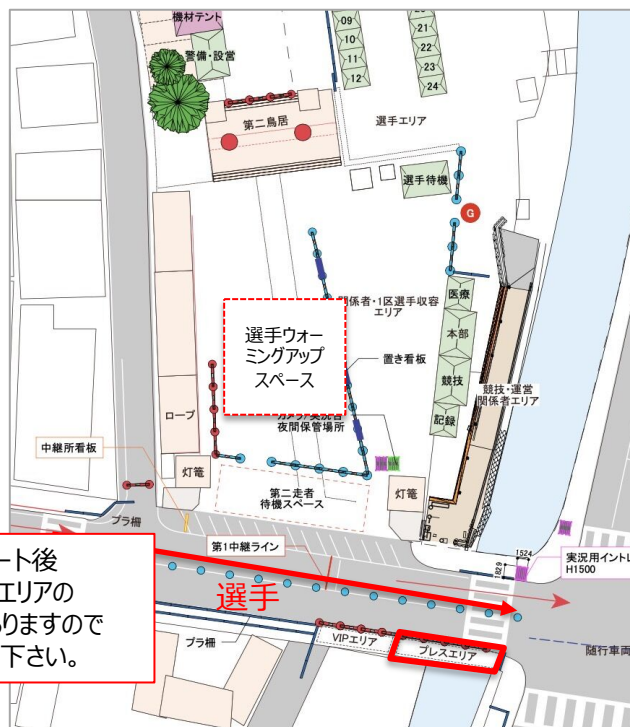 機材テント
警備・設営
09
10
11
12
21
22
23
24
第二鳥居
選手エリア
選手待機
G
関係者・1区選手収容
エリア
医療
本部
競技
記録
選手ウォー
ミングアップ
スペース
置き看板
競技・運営
関係者エリア
夜間保管場所
ロープ
中継所看板
灯篭
第二走者
待機スペース
灯篭
プラ柵
第1中継ライン
1524
1829
実況用イントレ
H1500
ート後
エリアの
りますので
下さい。
選手
プラ柵
VIPエリア
プレスエリア
随行車両